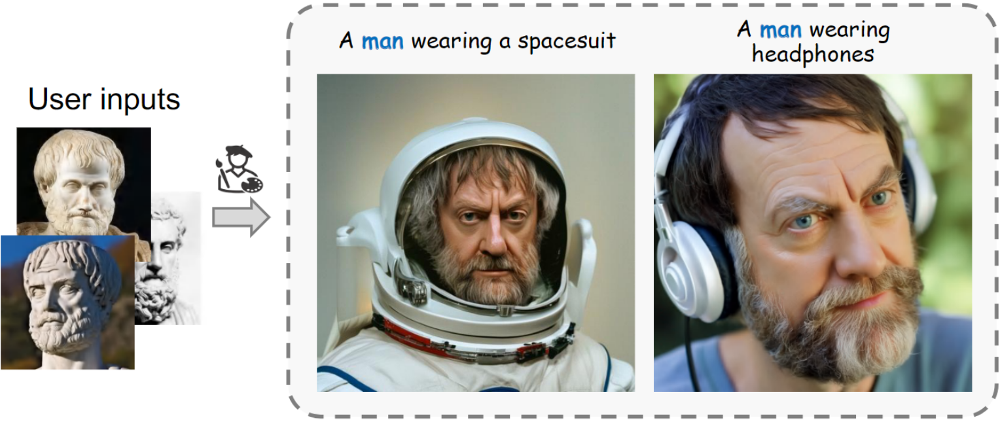 User inputs
A man wearing a spacesuit
A man wearing
headphones